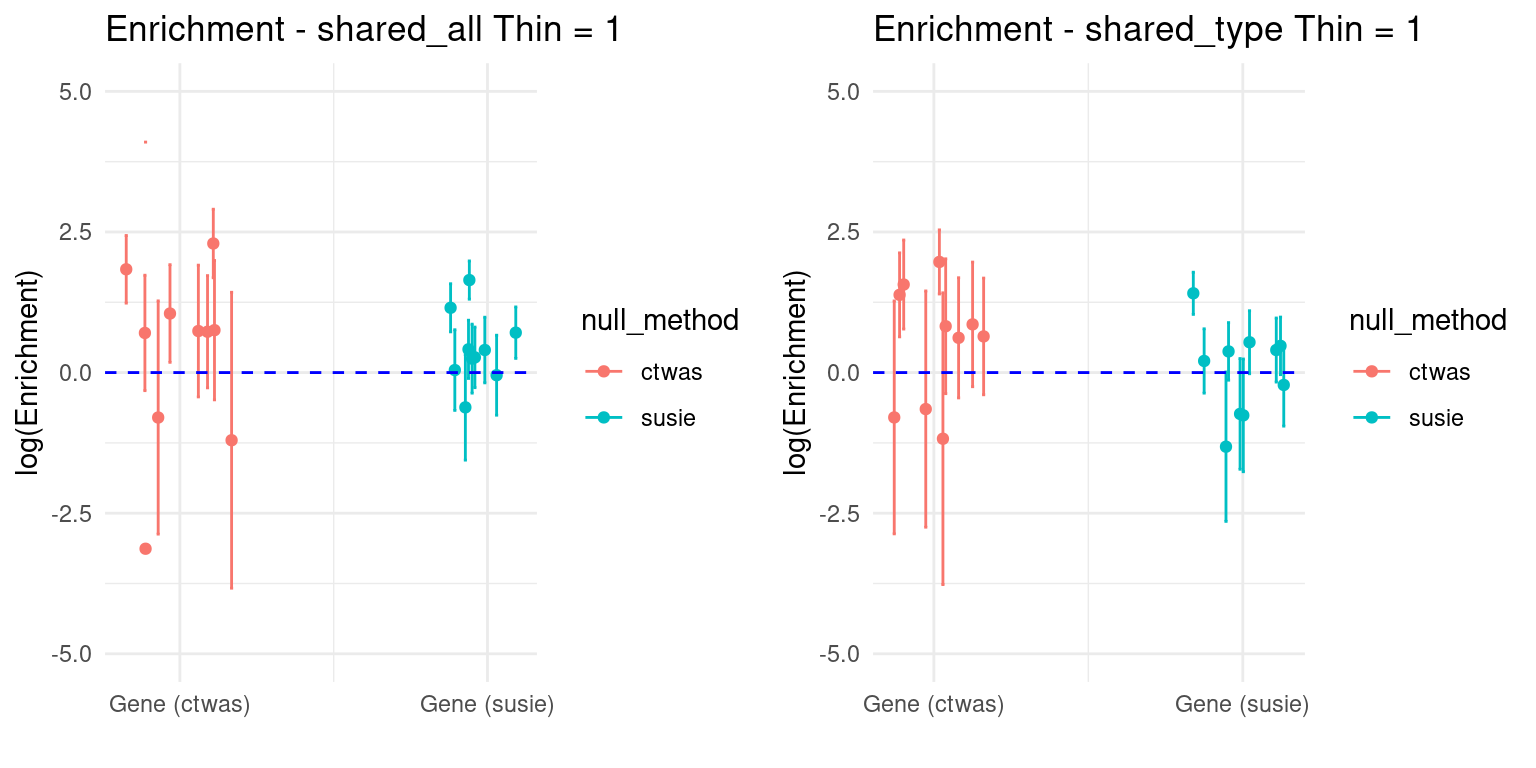 Enrichment - shared_all Thin = 1
log(Enrichment)
5.0
2.5
0.0
-2.5
-5.0
Gene (ctwas)
Gene (susie)
null_method
ctwas
susie
Enrichment - shared_type Thin = 1
log(Enrichment)
5.0
2.5
0.0
-2.5
-5.0
Gene (ctwas)
Gene (susie)
null_method
ctwas
susie